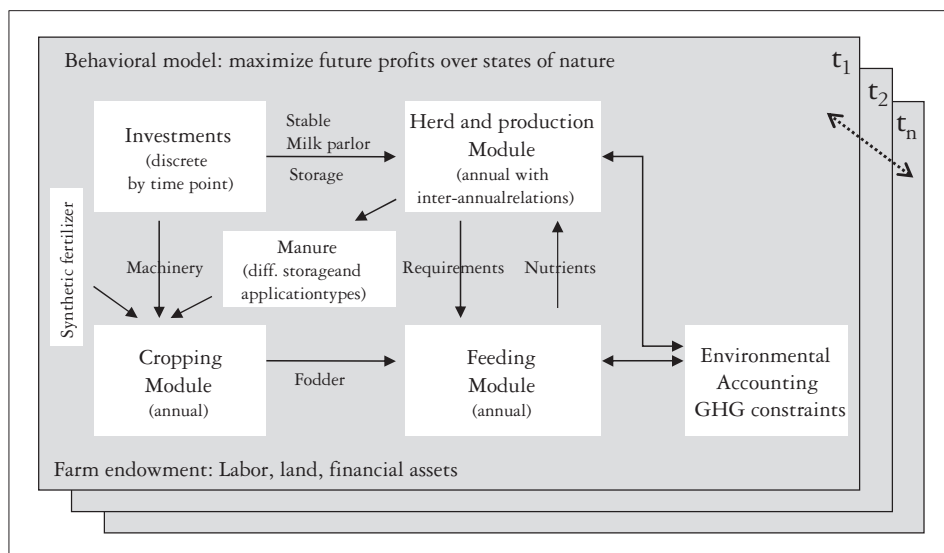 Behavioral model: maximize future profits over states of nature
t1
t2
tn
Investments
(discrete
by time point)
Stable
Milk parlor
Storage
Herd and production
Module
(annual with
inter-annualrelations)
Synthetic fertilizer
Machinery
Manure
(diff. storageand
applicationtypes)
Requirements
Nutrients
Cropping
Module
(annual)
Fodder
Feeding
Module
(annual)
Environmental
Accounting
GHG constraints
Farm endowment: Labor, land, financial assets